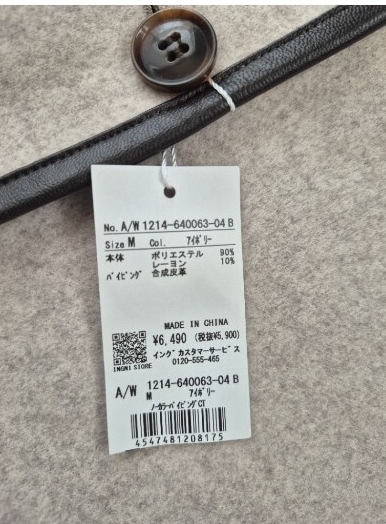 No. A/W 1214-640063-04 B
Size M Col. ｱｲﾎﾞﾘｰ
本体 ポリエステル 90%
レーヨン 10%
ﾊﾟｲﾋﾟﾝｸﾞ 合成皮革
MADE IN CHINA
¥6,490 (税抜¥5,900)
イングカスタマーサービス
0120-555-465
INGNI STORE
A/W 1214-640063-04 B
M ｱｲﾎﾞﾘｰ
ﾉｰｶﾗｰﾊﾟｲﾋﾟﾝｸﾞCT
4547481208175